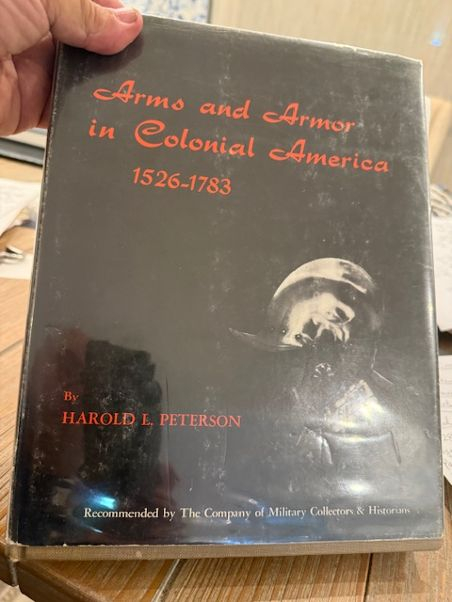 Arms and Armor
in Colonial America
1526-1783
By
HAROLD L. PETERSON
Recommended by The Company of Military Collectors & Historians